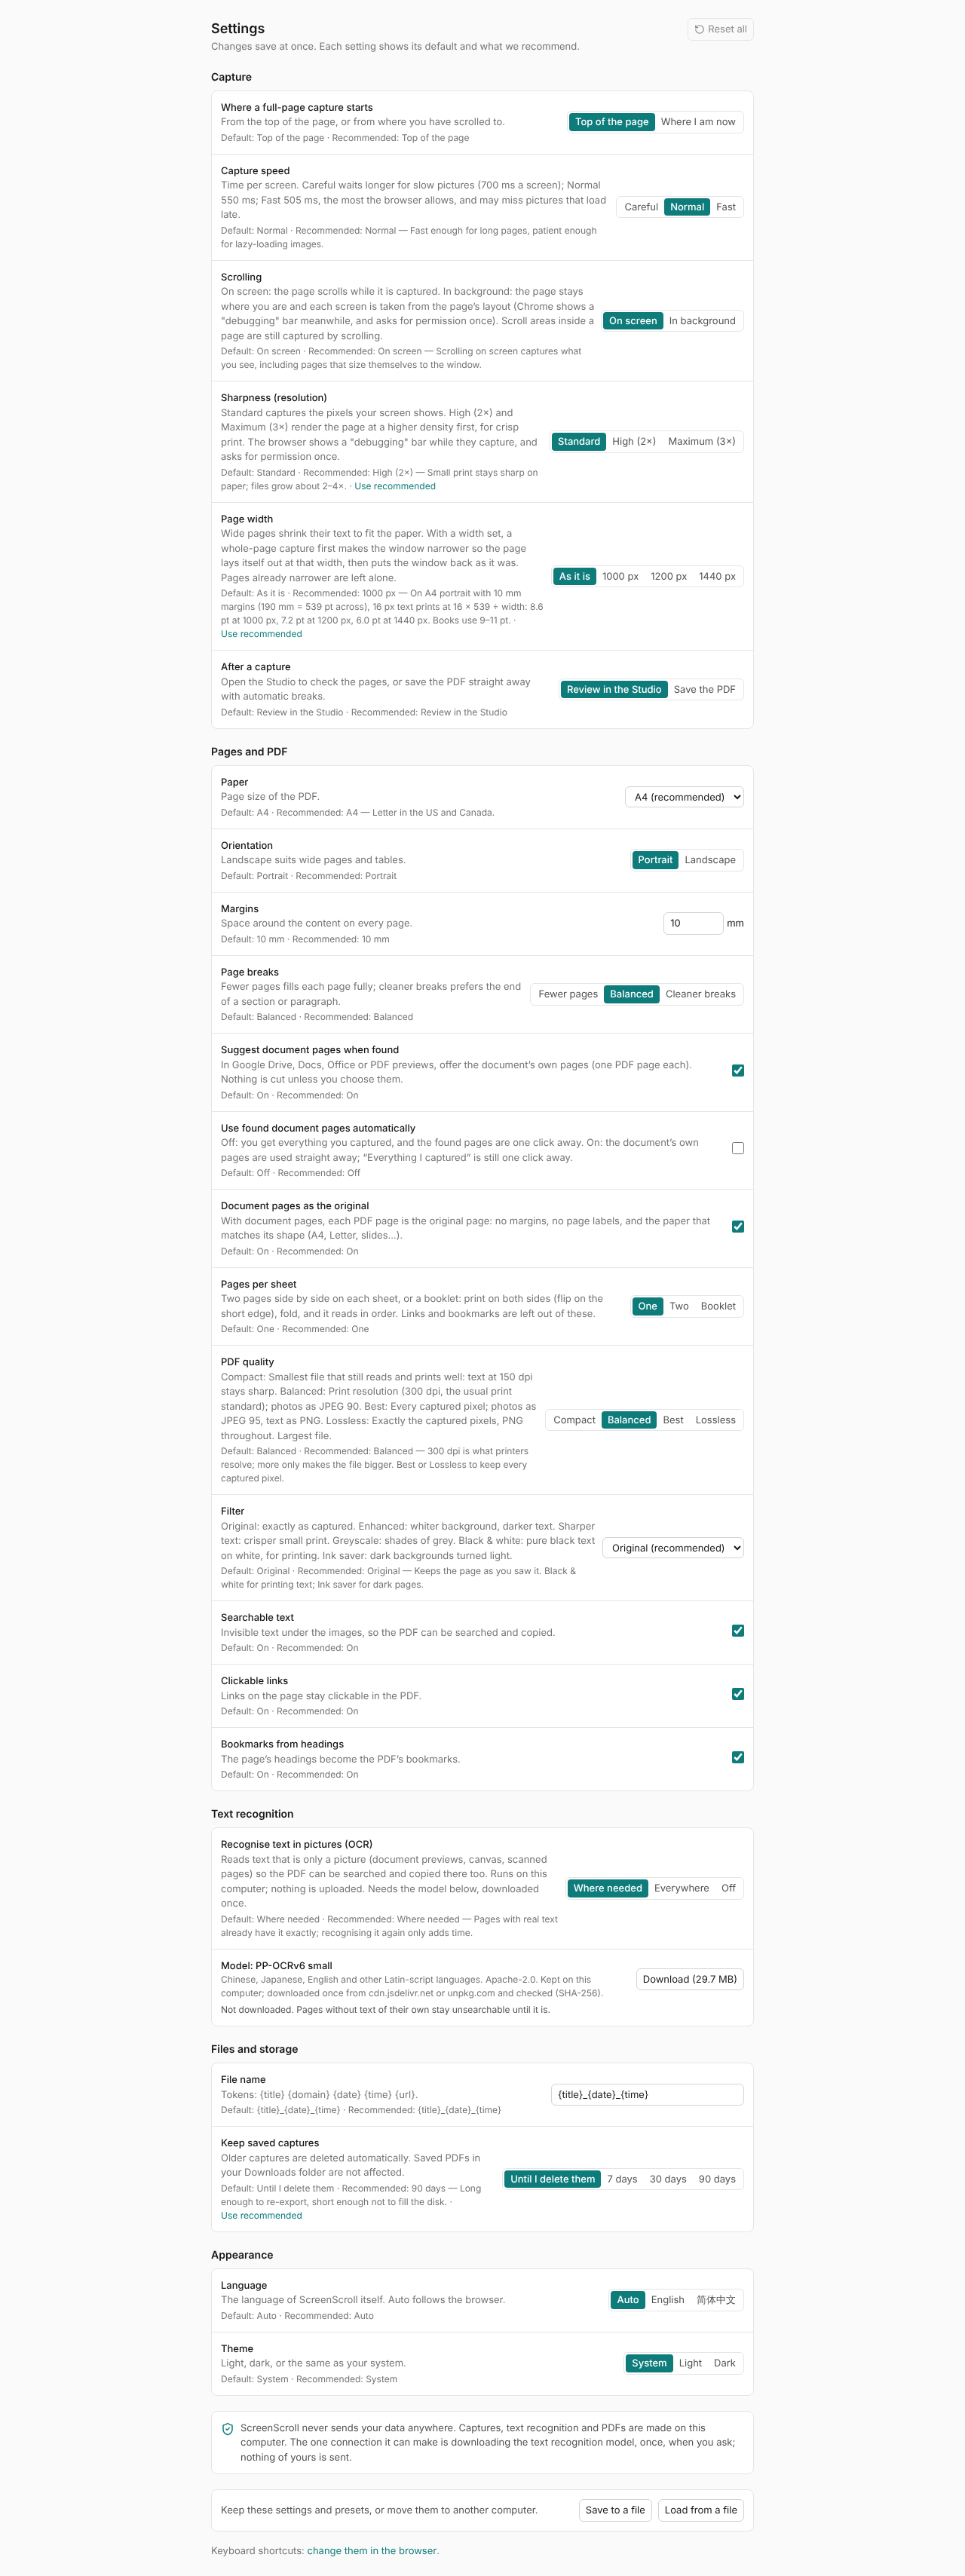 Settings
Reset all
Changes save at once. Each setting shows its default and what we recommend.
Capture
Where a full-page capture starts
From the top of the page, or from where you have scrolled to.
Default: Top of the page · Recommended: Top of the page
Top of the page Where I am now
Capture speed
Time per screen. Careful waits longer for slow pictures (700 ms a screen); Normal
550 ms; Fast 505 ms, the most the browser allows, and may miss pictures that load
late.
Default: Normal · Recommended: Normal — Fast enough for long pages, patient enough
for lazy-loading images.
Careful Normal Fast
Scrolling
On screen: the page scrolls while it is captured. In background: the page stays
where you are and each screen is taken from the page's layout (Chrome shows a
"debugging" bar meanwhile, and asks for permission once). Scroll areas inside a
page are still captured by scrolling.
Default: On screen · Recommended: On screen — Scrolling on screen captures what
you see, including pages that size themselves to the window.
On screen In background
Sharpness (resolution)
Standard captures the pixels your screen shows. High (2×) and
Maximum (3×) render the page at a higher density first, for crisp
print. The browser shows a "debugging" bar while they capture, and
asks for permission once.
Default: Standard · Recommended: High (2×) — Small print stays sharp on
paper; files grow about 2–4×. · Use recommended
Standard High (2×) Maximum (3×)
Page width
Wide pages shrink their text to fit the paper. With a width set, a
whole-page capture first makes the window narrower so the page
lays itself out at that width, then puts the window back as it was.
Pages already narrower are left alone.
Default: As it is · Recommended: 1000 px — On A4 portrait with 10 mm
margins (190 mm = 539 pt across), 16 px text prints at 16 × 539 ÷ width: 8.6
pt at 1000 px, 7.2 pt at 1200 px, 6.0 pt at 1440 px. Books use 9–11 pt. ·
Use recommended
As it is 1000 px 1200 px 1440 px
After a capture
Open the Studio to check the pages, or save the PDF straight away
with automatic breaks.
Default: Review in the Studio · Recommended: Review in the Studio
Review in the Studio Save the PDF
Pages and PDF
Paper
Page size of the PDF.
Default: A4 · Recommended: A4 — Letter in the US and Canada.
A4 (recommended)
Orientation
Landscape suits wide pages and tables.
Default: Portrait · Recommended: Portrait
Portrait Landscape
Margins
Space around the content on every page.
Default: 10 mm · Recommended: 10 mm
10 mm
Page breaks
Fewer pages fills each page fully; cleaner breaks prefers the end
of a section or paragraph.
Default: Balanced · Recommended: Balanced
Fewer pages Balanced Cleaner breaks
Suggest document pages when found
In Google Drive, Docs, Office or PDF previews, offer the document's own pages (one PDF page each).
Nothing is cut unless you choose them.
Default: On · Recommended: On
Use found document pages automatically
Off: you get everything you captured, and the found pages are one click away. On: the document's own
pages are used straight away; “Everything I captured” is still one click away.
Default: Off · Recommended: Off
Document pages as the original
With document pages, each PDF page is the original page: no margins, no page labels, and the paper that
matches its shape (A4, Letter, slides…).
Default: On · Recommended: On
Pages per sheet
Two pages side by side on each sheet, or a booklet: print on both sides (flip on the
short edge), fold, and it reads in order. Links and bookmarks are left out of these.
Default: One · Recommended: One
One Two Booklet
PDF quality
Compact: Smallest file that still reads and prints well: text at 150 dpi
stays sharp. Balanced: Print resolution (300 dpi, the usual print
standard); photos as JPEG 90. Best: Every captured pixel; photos as
JPEG 95, text as PNG. Lossless: Exactly the captured pixels, PNG
throughout. Largest file.
Default: Balanced · Recommended: Balanced — 300 dpi is what printers
resolve; more only makes the file bigger. Best or Lossless to keep every
captured pixel.
Compact Balanced Best Lossless
Filter
Original: exactly as captured. Enhanced: whiter background, darker text. Sharper
text: crisper small print. Greyscale: shades of grey. Black & white: pure black text
on white, for printing. Ink saver: dark backgrounds turned light.
Default: Original · Recommended: Original — Keeps the page as you saw it. Black &
white for printing text; Ink saver for dark pages.
Original (recommended)
Searchable text
Invisible text under the images, so the PDF can be searched and copied.
Default: On · Recommended: On
Clickable links
Links on the page stay clickable in the PDF.
Default: On · Recommended: On
Bookmarks from headings
The page's headings become the PDF's bookmarks.
Default: On · Recommended: On
Text recognition
Recognise text in pictures (OCR)
Reads text that is only a picture (document previews, canvas, scanned
pages) so the PDF can be searched and copied there too. Runs on this
computer; nothing is uploaded. Needs the model below, downloaded
once.
Default: Where needed · Recommended: Where needed — Pages with real text
already have it exactly; recognising it again only adds time.
Where needed Everywhere Off
Model: PP-OCRv6 small
Chinese, Japanese, English and other Latin-script languages. Apache-2.0. Kept on this
computer; downloaded once from cdn.jsdelivr.net or unpkg.com and checked (SHA-256).
Not downloaded. Pages without text of their own stay unsearchable until it is.
Download (29.7 MB)
Files and storage
File name
Tokens: {title} {domain} {date} {time} {url}.
Default: {title}_{date}_{time} · Recommended: {title}_{date}_{time}
{title}_{date}_{time}
Keep saved captures
Older captures are deleted automatically. Saved PDFs in
your Downloads folder are not affected.
Default: Until I delete them · Recommended: 90 days — Long
enough to re-export, short enough not to fill the disk. ·
Use recommended
Until I delete them 7 days 30 days 90 days
Appearance
Language
The language of ScreenScroll itself. Auto follows the browser.
Default: Auto · Recommended: Auto
Auto English 简体中文
Theme
Light, dark, or the same as your system.
Default: System · Recommended: System
System Light Dark
ScreenScroll never sends your data anywhere. Captures, text recognition and PDFs are made on this
computer. The one connection it can make is downloading the text recognition model, once, when you ask;
nothing of yours is sent.
Keep these settings and presets, or move them to another computer.
Save to a file Load from a file
Keyboard shortcuts: change them in the browser.